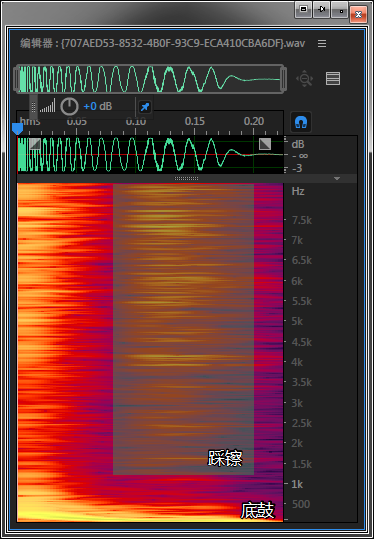 编辑器：{707AED53-8532-4B0F-93C9-ECA410CBA6DF}.wav
+0 dB
hms 0.05 0.10 0.15 0.20
dB
- ∞
-3
Hz
7.5k
7k
6.5k
6k
5.5k
5k
4.5k
4k
3.5k
3k
2.5k
2k
踩镲
1.5k
1k
底鼓
500